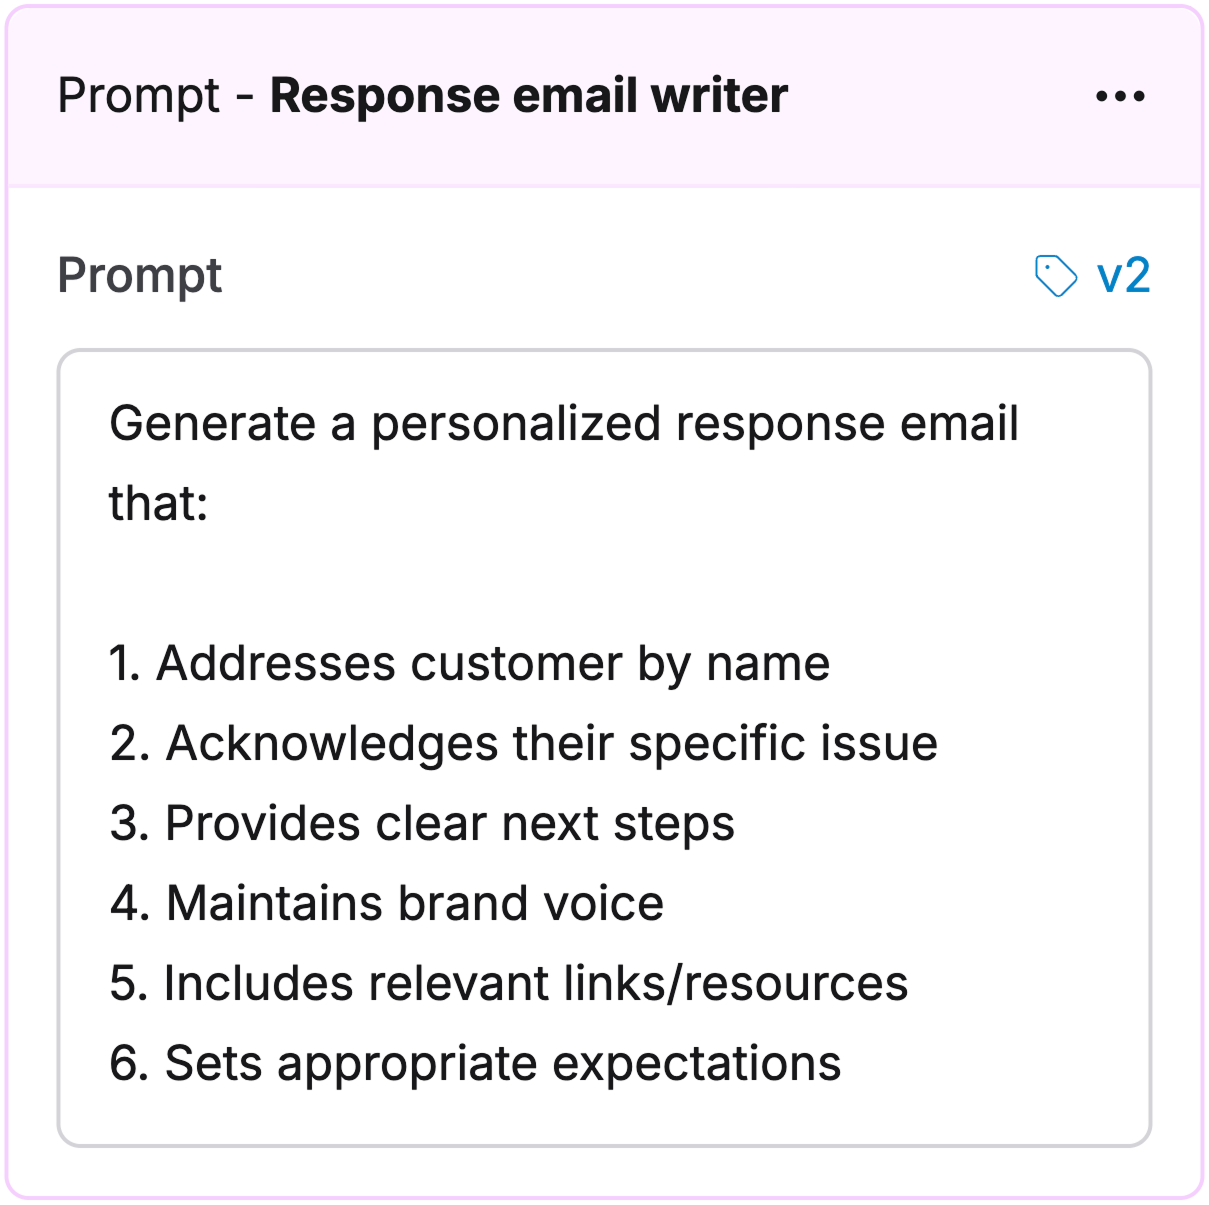 Prompt - Response email writer
Prompt
v2
Generate a personalized response email
that:
1. Addresses customer by name
2. Acknowledges their specific issue
3. Provides clear next steps
4. Maintains brand voice
5. Includes relevant links/resources
6. Sets appropriate expectations